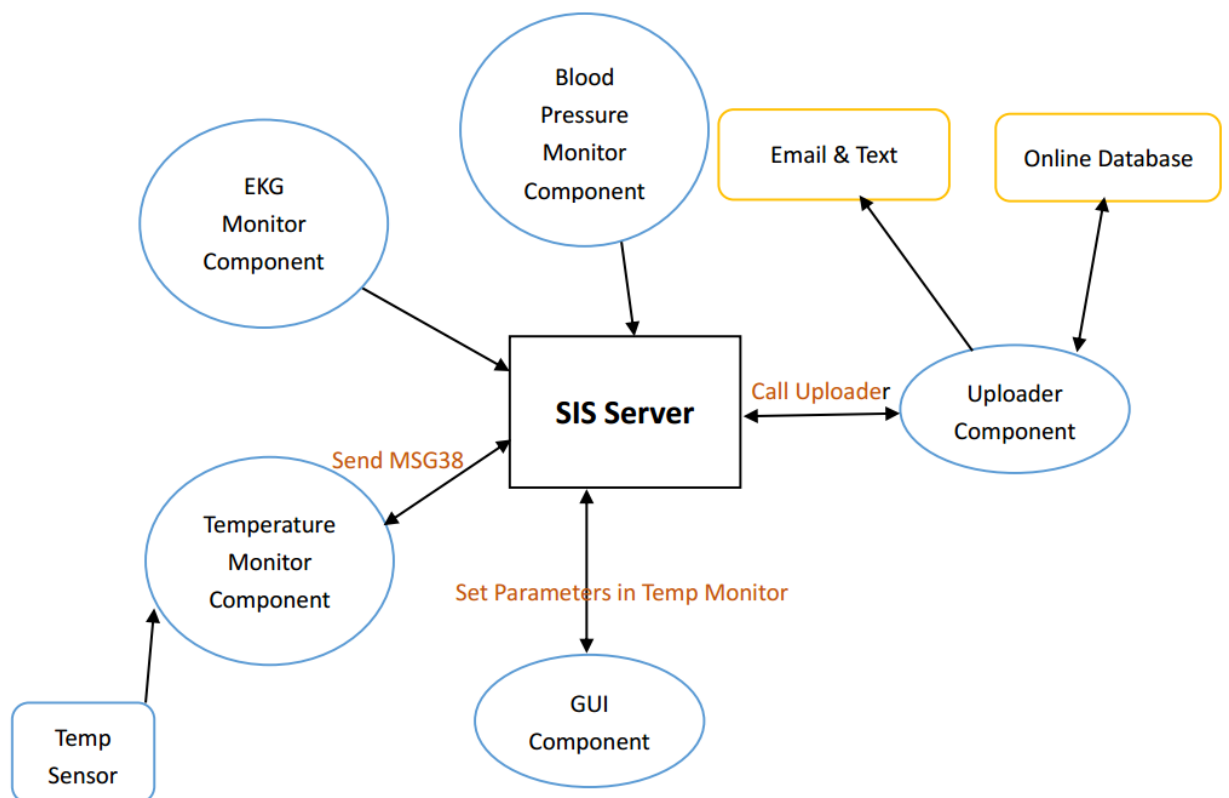 Blood
Pressure
Monitor
Component
Email & Text
Online Database
EKG
Monitor
Component
SIS Server
Call Uploader
Uploader
Component
Send MSG38
Temperature
Monitor
Component
Set Parameters in Temp Monitor
GUI
Component
Temp
Sensor